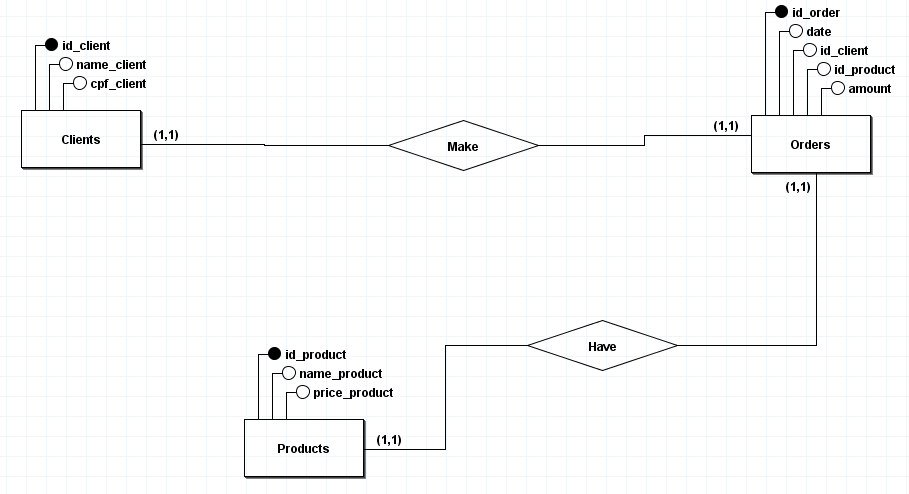 id_order
date
id_client
id_product
amount
id_client
name_client
cpf_client
Clients
(1,1)
Make
(1,1)
Orders
(1,1)
Have
id_product
name_product
price_product
Products
(1,1)